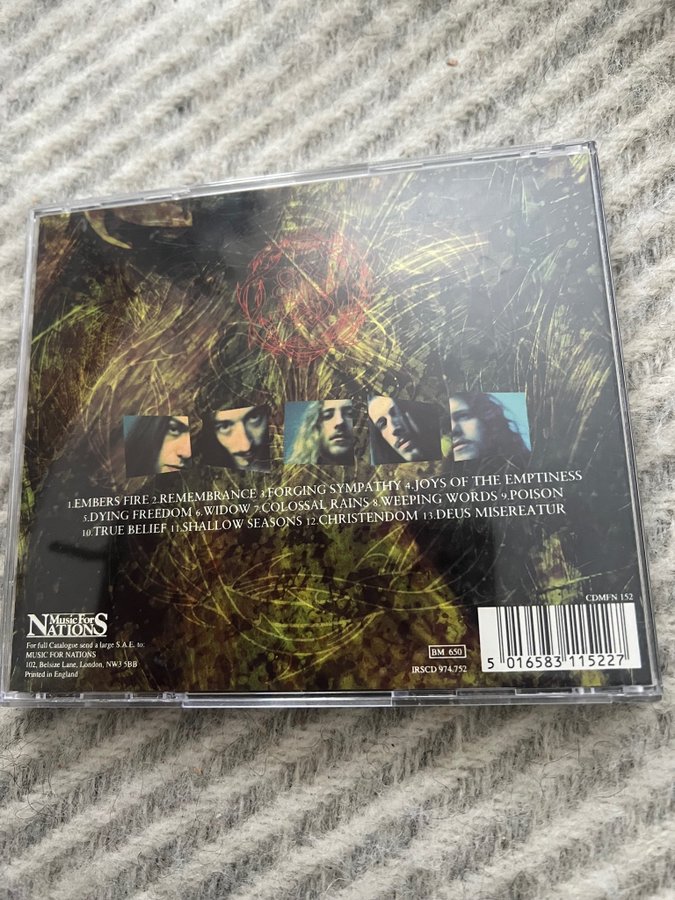 1.EMBERS FIRE 2.REMEMBRANCE 3.FORGING SYMPATHY 4.JOYS OF THE EMPTINESS
5.DYING FREEDOM 6.WIDOW 7.COLOSSAL RAINS 8.WEEPING WORDS 9.POISON
10.TRUE BELIEF 11.SHALLOW SEASONS 12.CHRISTENDOM 13.DEUS MISEREATUR
CDMFN 152
Music For
NATIONS
For full Catalogue send a large S.A.E. to:
MUSIC FOR NATIONS
102, Belsize Lane, London, NW3 5BB
Printed in England
BM 650
IRSCD 974.752
5 016583 115227